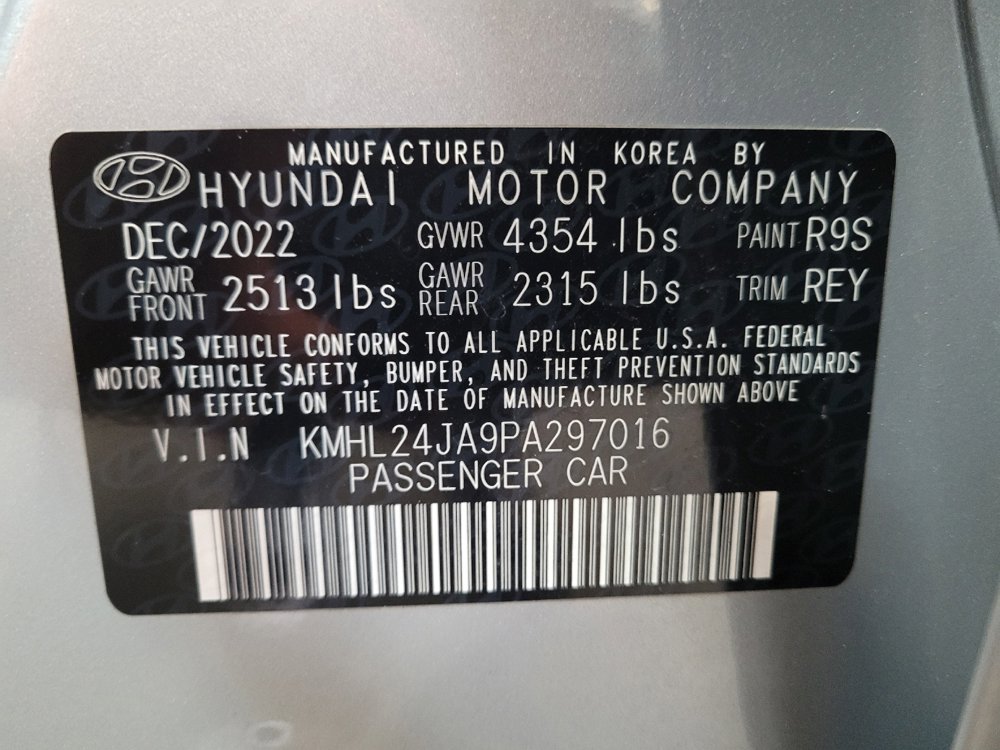 MANUFACTURED IN KOREA BY
HYUNDAI MOTOR COMPANY
DEC/2022 GVWR 4354 lbs PAINT R9S
GAWR FRONT 2513 lbs GAWR REAR 2315 lbs TRIM REY
THIS VEHICLE CONFORMS TO ALL APPLICABLE U.S.A. FEDERAL
MOTOR VEHICLE SAFETY, BUMPER, AND THEFT PREVENTION STANDARDS
IN EFFECT ON THE DATE OF MANUFACTURE SHOWN ABOVE
V.I.N KMHL24JA9PA297016
PASSENGER CAR